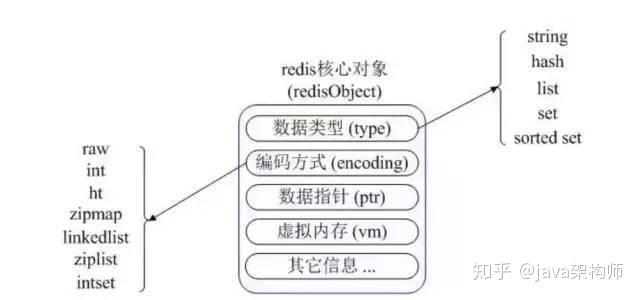 redis核心对象
(redisObject)
数据类型 (type)
编码方式 (encoding)
数据指针 (ptr)
虚拟内存 (vm)
其它信息 ...
string
hash
list
set
sorted set
raw
int
ht
zipmap
linkedlist
ziplist
intset
知乎 @java架构师